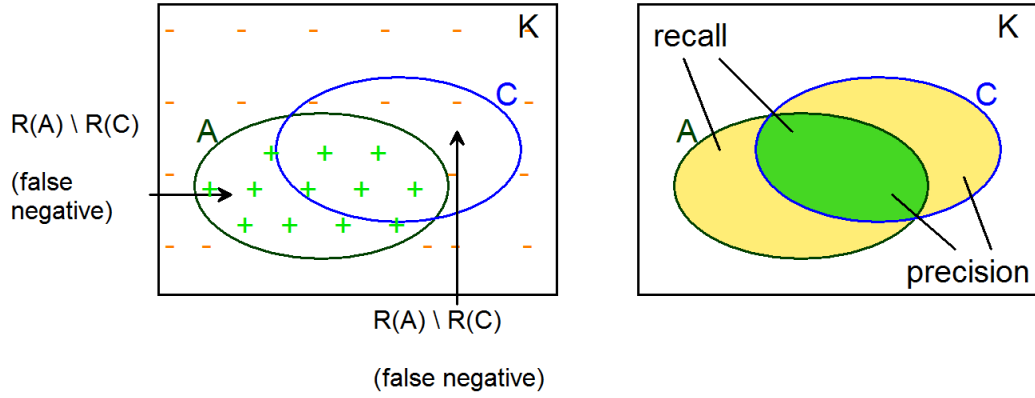 K
C
A
R(A) \ R(C)
(false
negative)
R(A) \ R(C)
(false negative)
K
recall
C
A
precision